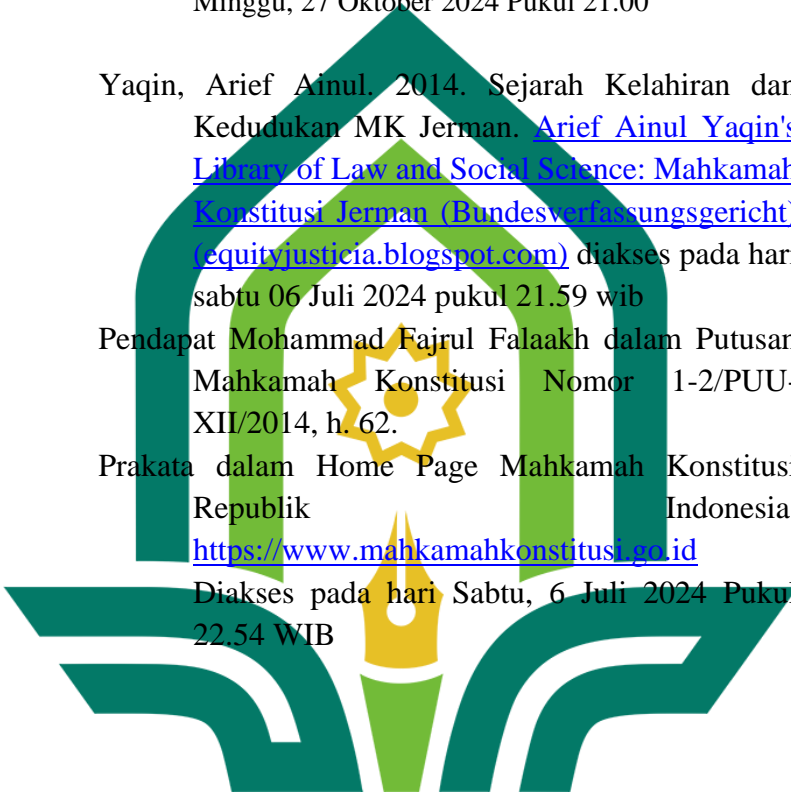 Minggu, 27 Oktober 2024 Pukul 21.00
Yaqin, Arief Ainul. 2014. Sejarah Kelahiran dan
Kedudukan MK Jerman. Arief Ainul Yaqin's
Library of Law and Social Science: Mahkamah
Konstitusi Jerman (Bundesverfassungsgericht)
(equityjusticia.blogspot.com) diakses pada hari
sabtu 06 Juli 2024 pukul 21.59 wib
Pendapat Mohammad Fajrul Falaakh dalam Putusan
Mahkamah Konstitusi Nomor 1-2/PUU-
XII/2014, h. 62.
Prakata dalam Home Page Mahkamah Konstitusi
Republik Indonesia
https://www.mahkamahkonstitusi.go.id
Diakses pada hari Sabtu, 6 Juli 2024 Pukul
22.54 WIB